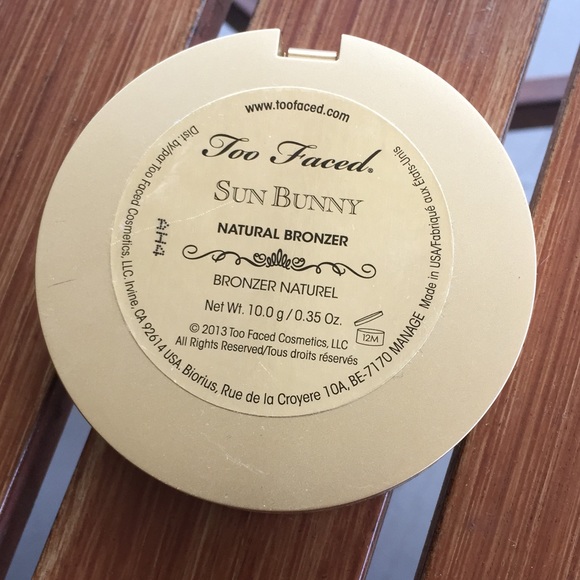 www.toofaced.com
Too Faced®
SUN BUNNY
NATURAL BRONZER
BRONZER NATUREL
Net Wt. 10.0 g / 0.35 Oz.
12M
© 2013 Too Faced Cosmetics, LLC
All Rights Reserved/Tous droits réservés
Dist. by/par Too Faced Cosmetics, LLC. Irvine, CA 92614 USA. Biorius, Rue de la Croyere 10A, BE-7170 MANAGE Made in USA/Fabriqué aux États-Unis